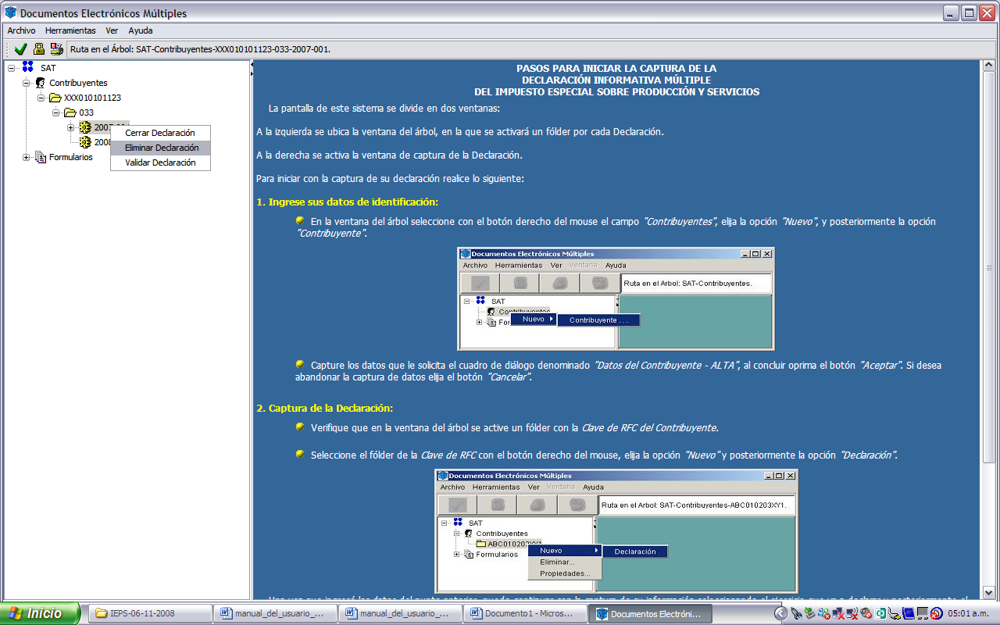 Documentos Electrónicos Múltiples
Archivo Herramientas Ver Ayuda
Ruta en el Árbol: SAT-Contribuyentes-XXX010101123-033-2007-001.
SAT
Contribuyentes
XXX010101123
033
Cerrar Declaración
Eliminar Declaración
Validar Declaración
Formularios
PASOS PARA INICIAR LA CAPTURA DE LA
DECLARACIÓN INFORMATIVA MÚLTIPLE
DEL IMPUESTO ESPECIAL SOBRE PRODUCCIÓN Y SERVICIOS
La pantalla de este sistema se divide en dos ventanas:
A la izquierda se ubica la ventana del árbol, en la que se activará un fólder por cada Declaración.
A la derecha se activa la ventana de captura de la Declaración.
Para iniciar con la captura de su declaración realice lo siguiente:
1. Ingrese sus datos de identificación:
En la ventana del árbol seleccione con el botón derecho del mouse el campo "Contribuyentes", elija la opción "Nuevo", y posteriormente la opción
"Contribuyente".
Documentos Electrónicos Múltiples
Archivo Herramientas Ver Ventana Ayuda
Ruta en el Arbol: SAT-Contribuyentes.
SAT
Contribuyentes
For
Nuevo
Contribuyente . . .
Capture los datos que le solicita el cuadro de diálogo denominado "Datos del Contribuyente - ALTA", al concluir oprima el botón "Aceptar". Si desea
abandonar la captura de datos elija el botón "Cancelar".
2. Captura de la Declaración:
Verifique que en la ventana del árbol se active un fólder con la Clave de RFC del Contribuyente.
Seleccione el fólder de la Clave de RFC con el botón derecho del mouse, elija la opción "Nuevo" y posteriormente la opción "Declaración".
Documentos Electrónicos Múltiples
Archivo Herramientas Ver Ventana Ayuda
Ruta en el Arbol: SAT-Contribuyentes-ABC010203XY1.
SAT
Contribuyentes
ABC010203XY1
Formularios
Nuevo
Declaración
Eliminar...
Propiedades...
Inicio
IEPS-06-11-2008
manual_del_usuario_...
manual_del_usuario_...
Documento1 - Micros...
Documentos Electróni...
05:01 a.m.